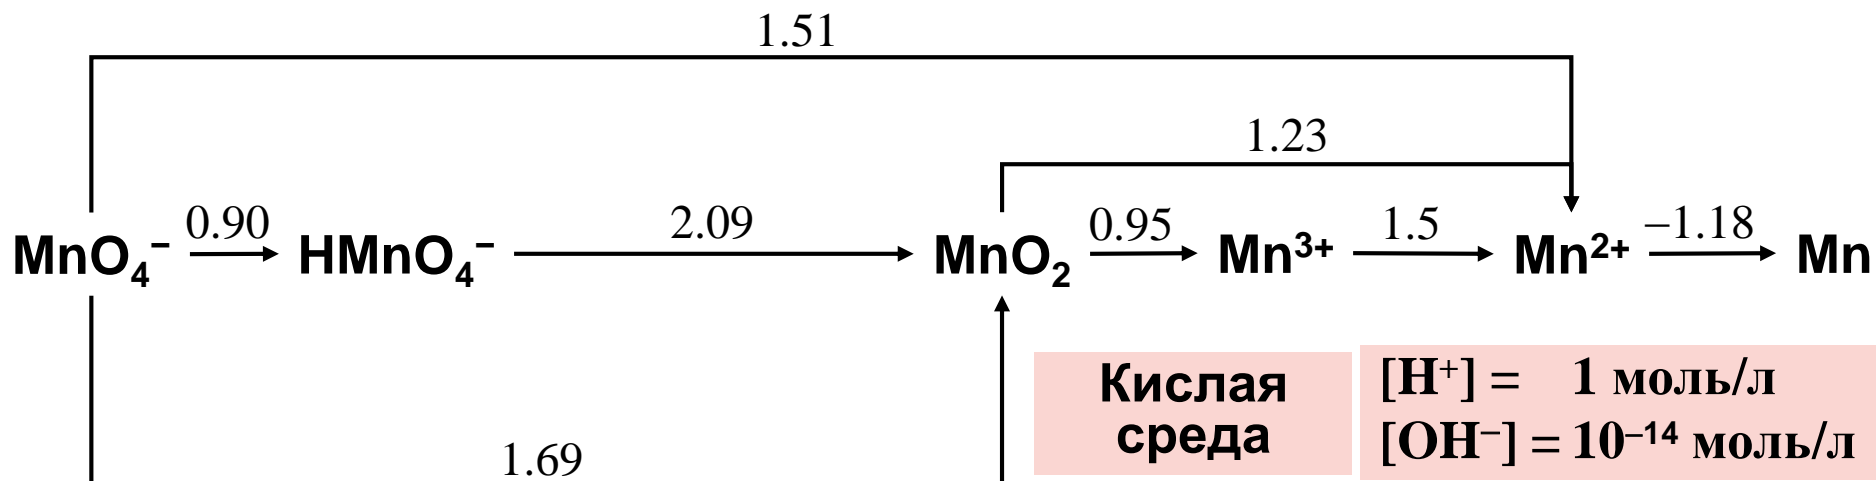 1.51
1.23
MnO₄⁻ 0.90 HMnO₄⁻ 2.09 MnO₂ 0.95 Mn³⁺ 1.5 Mn²⁺ −1.18 Mn
Кислая
среда
[H⁺] = 1 моль/л
[OH⁻] = 10⁻¹⁴ моль/л
1.69